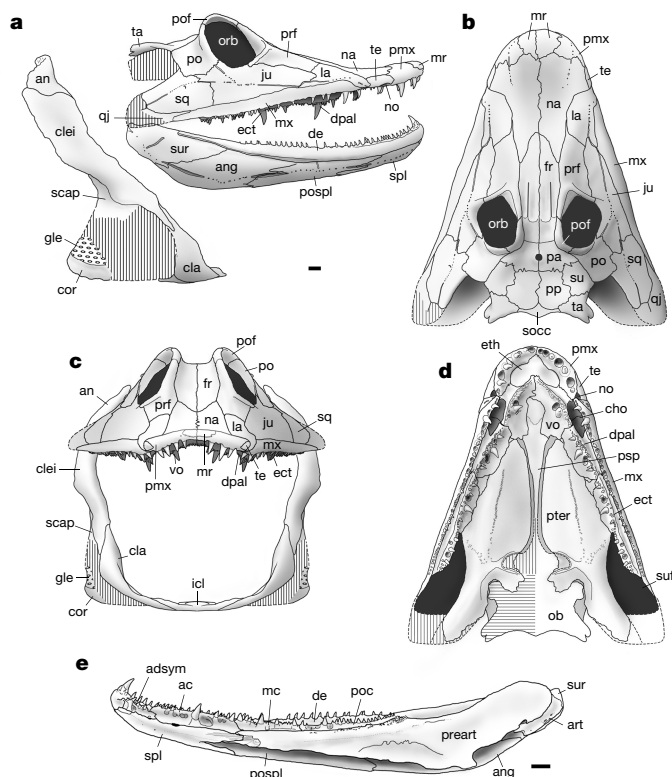 a
pof
ta
orb
prf
po
na
te
pmx
mr
ju
la
an
sq
no
qj
ect
mx
dpal
clei
de
sur
ang
scap
pospl
spl
gle
cla
cor
b
mr
pmx
te
na
la
mx
fr
prf
ju
orb
pof
pa
po
sq
su
pp
qj
ta
socc
c
pof
po
fr
an
prf
na
la
ju
sq
mx
clei
vo
ect
pmx
mr
dpal
te
scap
cla
gle
icl
cor
d
eth
pmx
te
no
cho
vo
dpal
psp
mx
ect
pter
suf
ob
e
adsym
ac
mc
de
poc
sur
art
preart
spl
pospl
ang